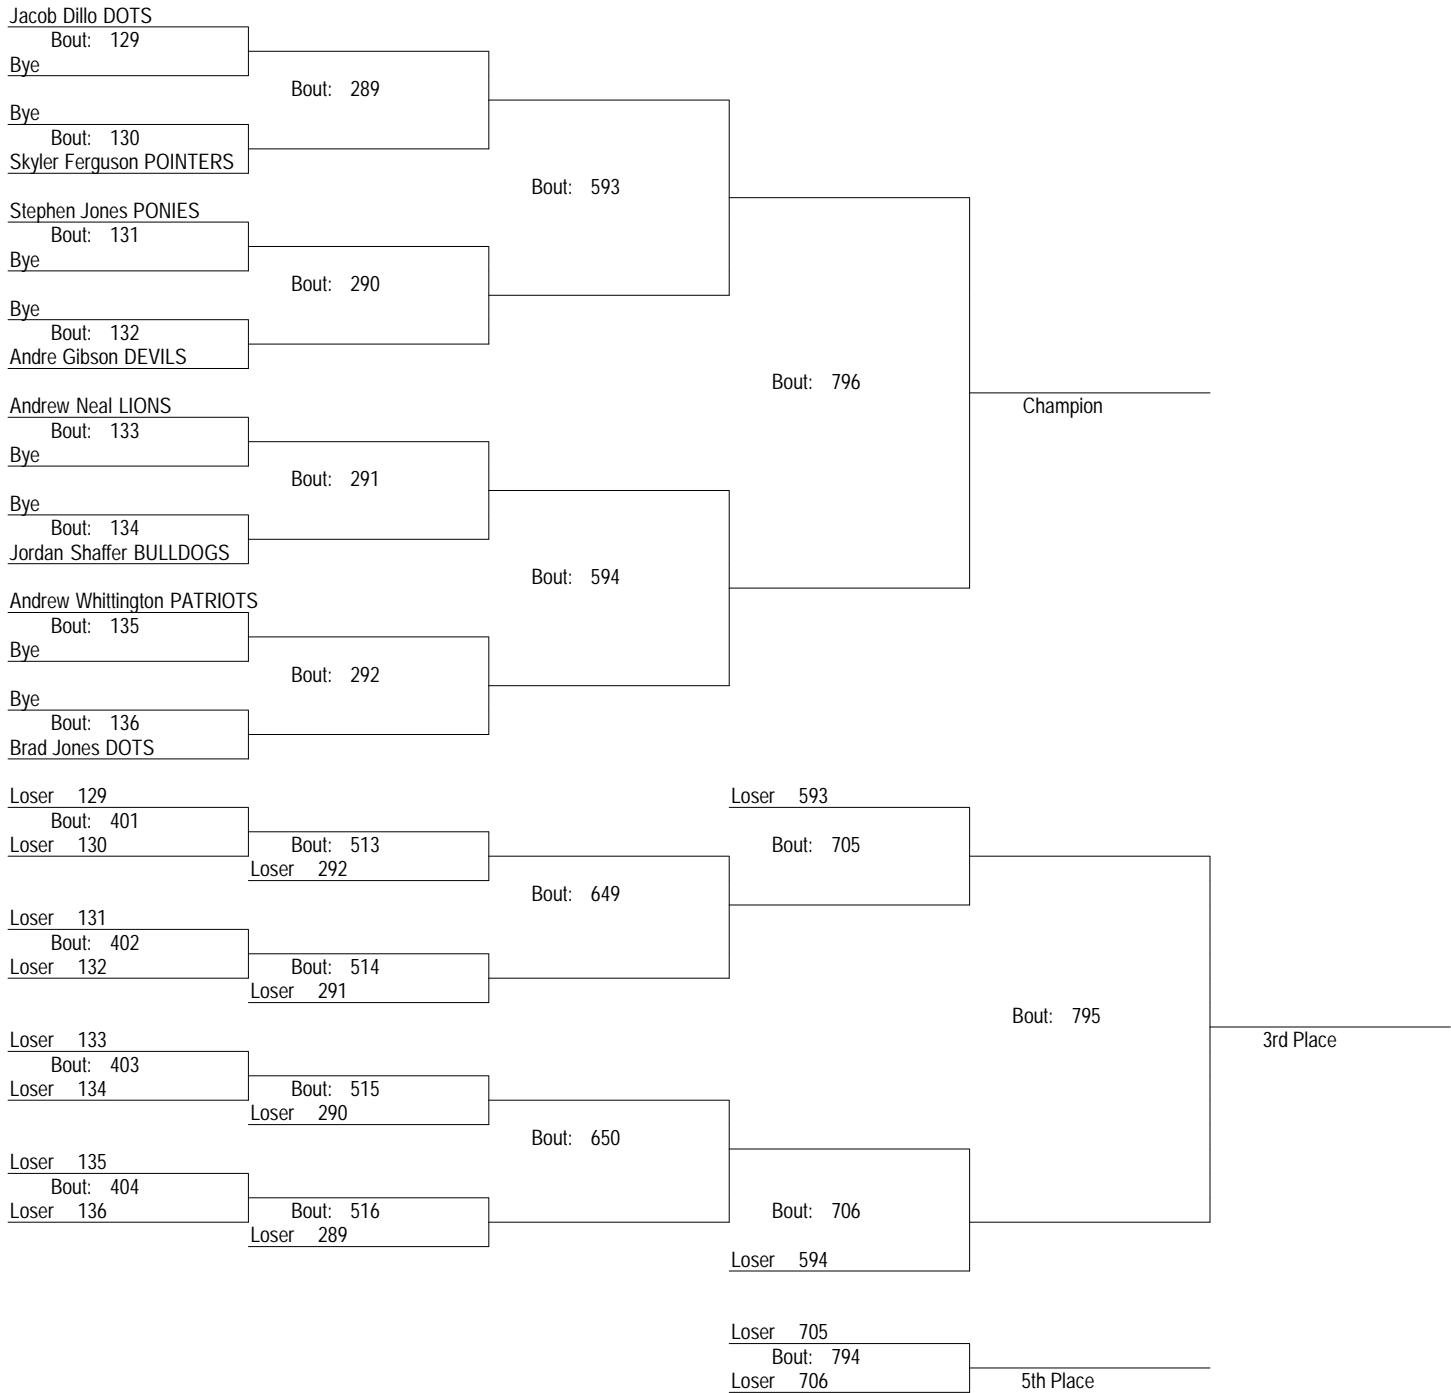 Jacob Dillo DOTS
Bout: 129
Bye
Bout: 289
Bye
Bout: 130
Skyler Ferguson POINTERS
Bout: 593
Stephen Jones PONIES
Bout: 131
Bye
Bout: 290
Bye
Bout: 132
Andre Gibson DEVILS
Bout: 796
Champion
Andrew Neal LIONS
Bout: 133
Bye
Bout: 291
Bye
Bout: 134
Jordan Shaffer BULLDOGS
Bout: 594
Andrew Whittington PATRIOTS
Bout: 135
Bye
Bout: 292
Bye
Bout: 136
Brad Jones DOTS
Loser 129
Bout: 401
Loser 130
Bout: 513
Loser 292
Bout: 649
Loser 131
Bout: 402
Loser 132
Bout: 514
Loser 291
Loser 593
Bout: 705
Bout: 795
3rd Place
Loser 133
Bout: 403
Loser 134
Bout: 515
Loser 290
Bout: 650
Loser 135
Bout: 404
Loser 136
Bout: 516
Loser 289
Bout: 706
Loser 594
Loser 705
Bout: 794
Loser 706
5th Place